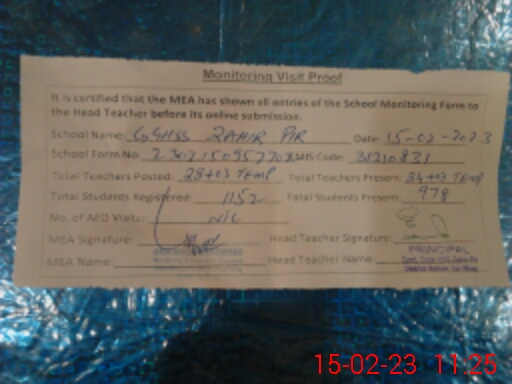 Monitoring Visit Proof
It is certified that the MEA has shown all entries of the School Monitoring Form to
the Head Teacher before its online submission.
School Name: GGHSS ZAHIR PIR Date: 15-02-2023
School Form No: EMIS Code: 31310831
Total Teachers Posted: 28+03 TEMP Total Teachers Present: TEMP
Total Students Registered: 1152 Total Students Present: 978
No. of AEO Visits: NIL
MEA Signature: Head Teacher Signature:
MEA Name: Head Teacher Name:
PRINCIPAL
15-02-23 11:25